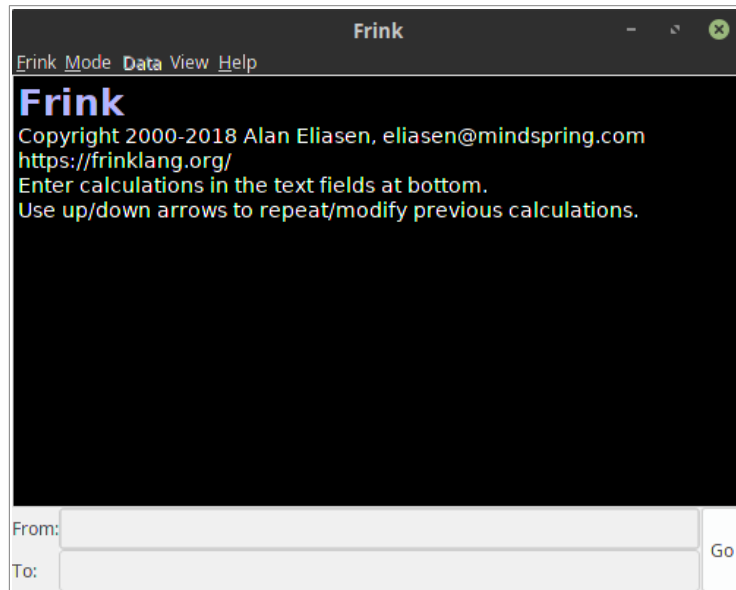 Frink
Frink Mode Data View Help
Frink
Copyright 2000-2018 Alan Eliasen, eliasen@mindspring.com
https://frinklang.org/
Enter calculations in the text fields at bottom.
Use up/down arrows to repeat/modify previous calculations.
From:
Go
To: